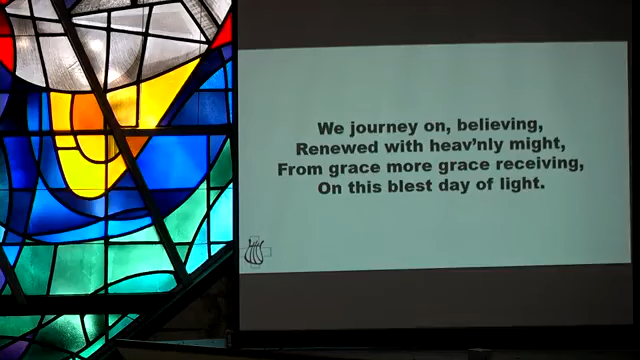 We journey on, believing,
Renewed with heav'nly might,
From grace more grace receiving,
On this blest day of light.